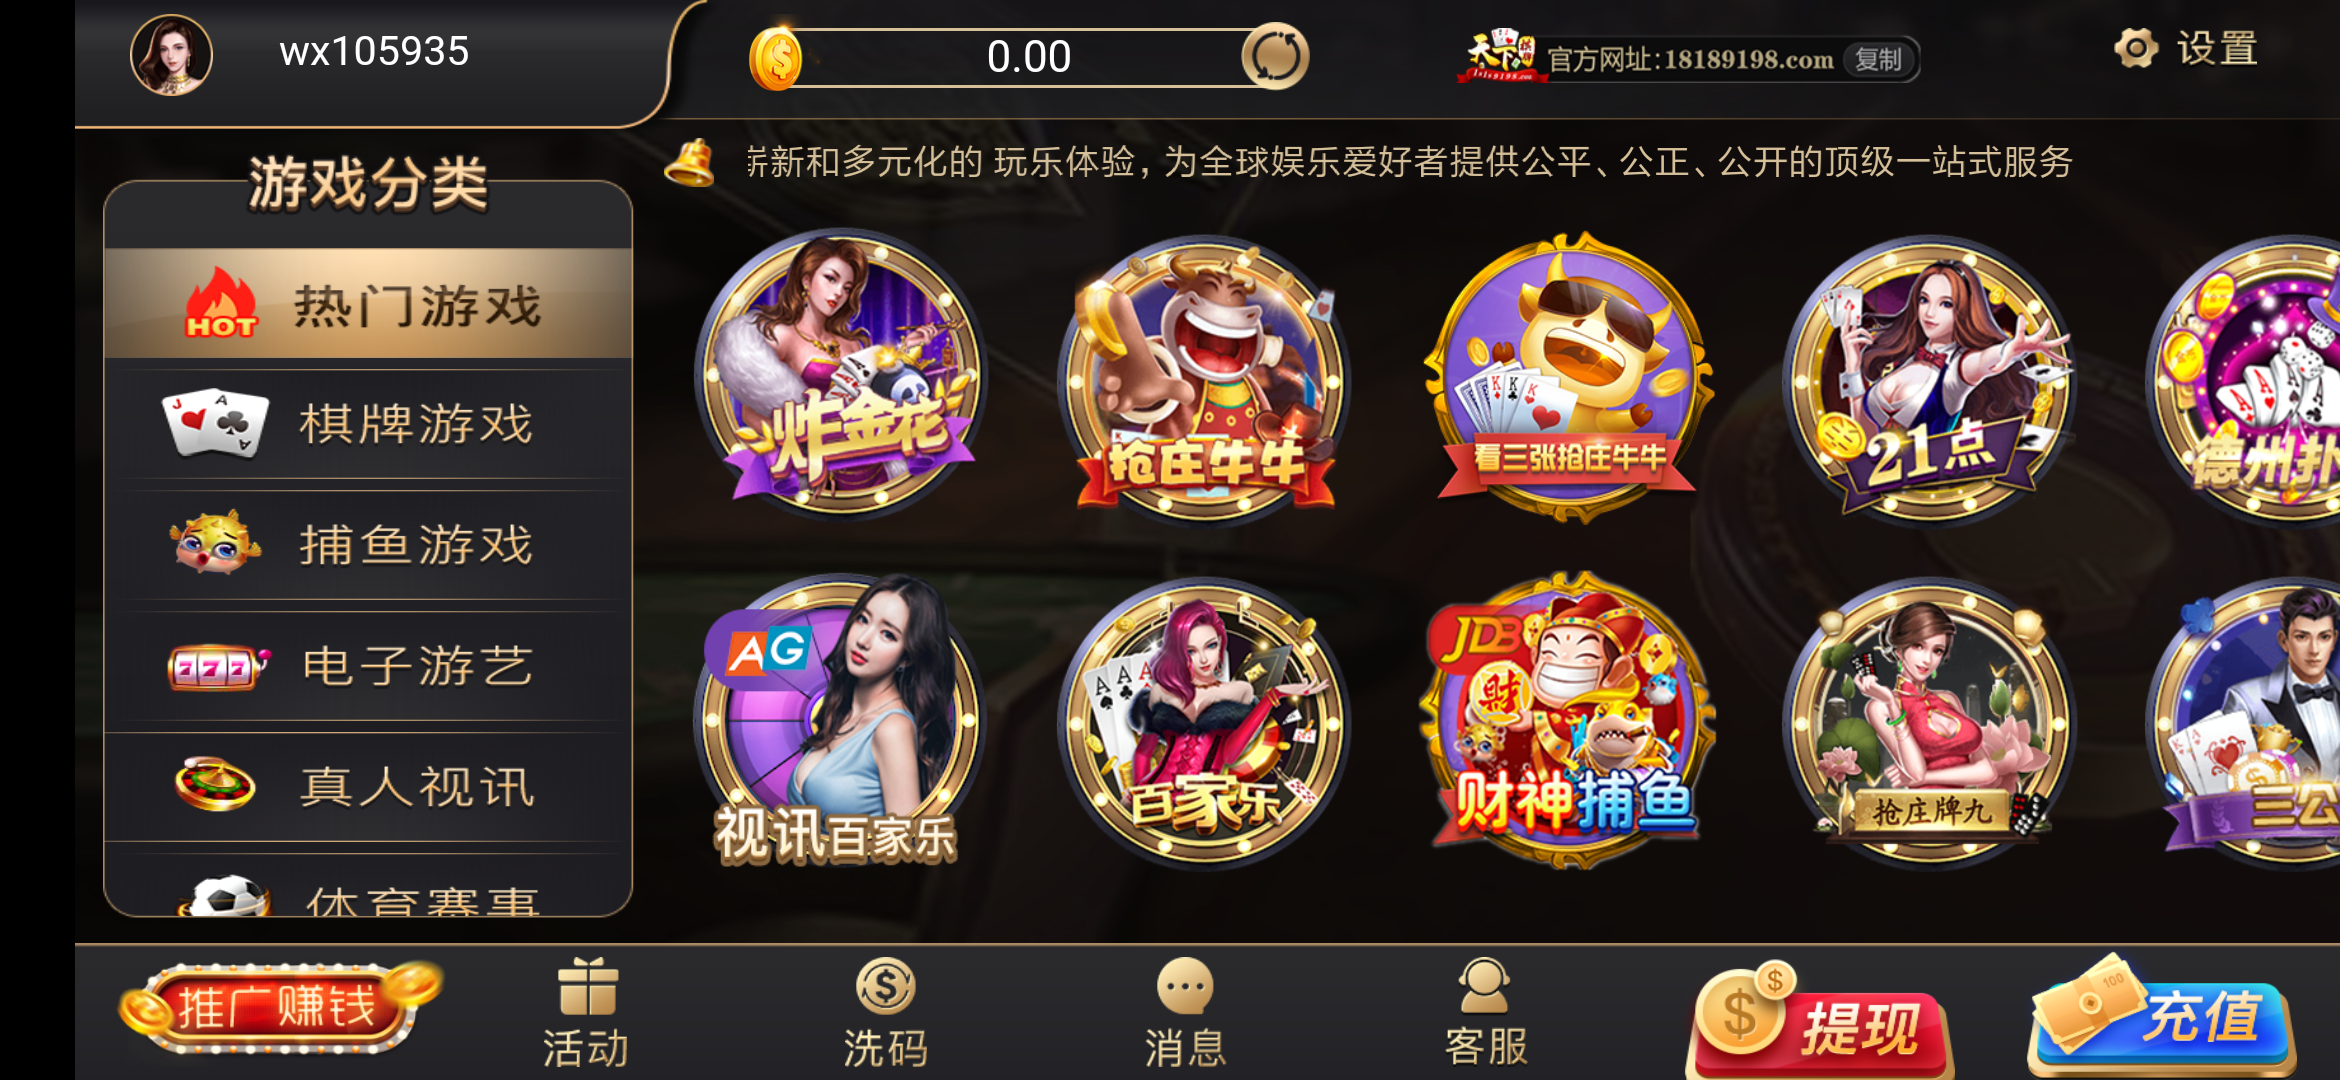 wx105935
0.00
天下棋牌
18189198.com
官方网址:18189198.com
复制
设置
新和多元化的 玩乐体验，为全球娱乐爱好者提供公平、公正、公开的顶级一站式服务
游戏分类
HOT
热门游戏
棋牌游戏
捕鱼游戏
777
电子游艺
真人视讯
体育赛事
炸金花
抢庄牛牛
看三张抢庄牛牛
21点
德州扑
AG
视讯百家乐
百家乐
JDB
财
财神捕鱼
抢庄牌九
三公
推广赚钱
活动
洗码
消息
客服
提现
100
充值